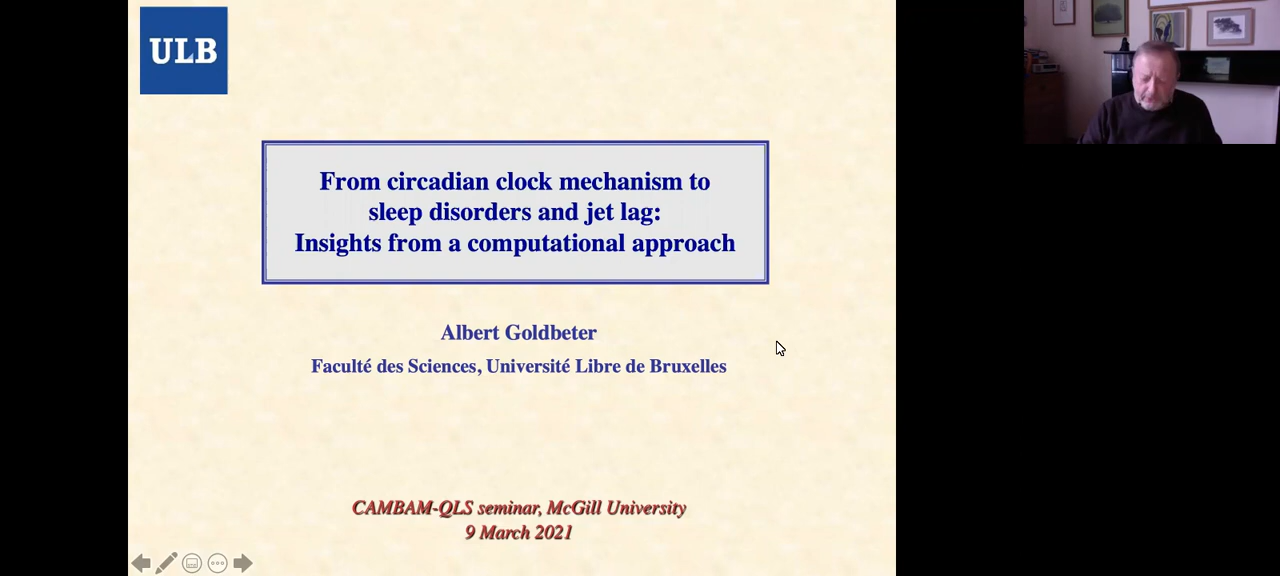 ULB
From circadian clock mechanism to
sleep disorders and jet lag:
Insights from a computational approach
Albert Goldbeter
Faculté des Sciences, Université Libre de Bruxelles
CAMBAM-QLS seminar, McGill University
9 March 2021